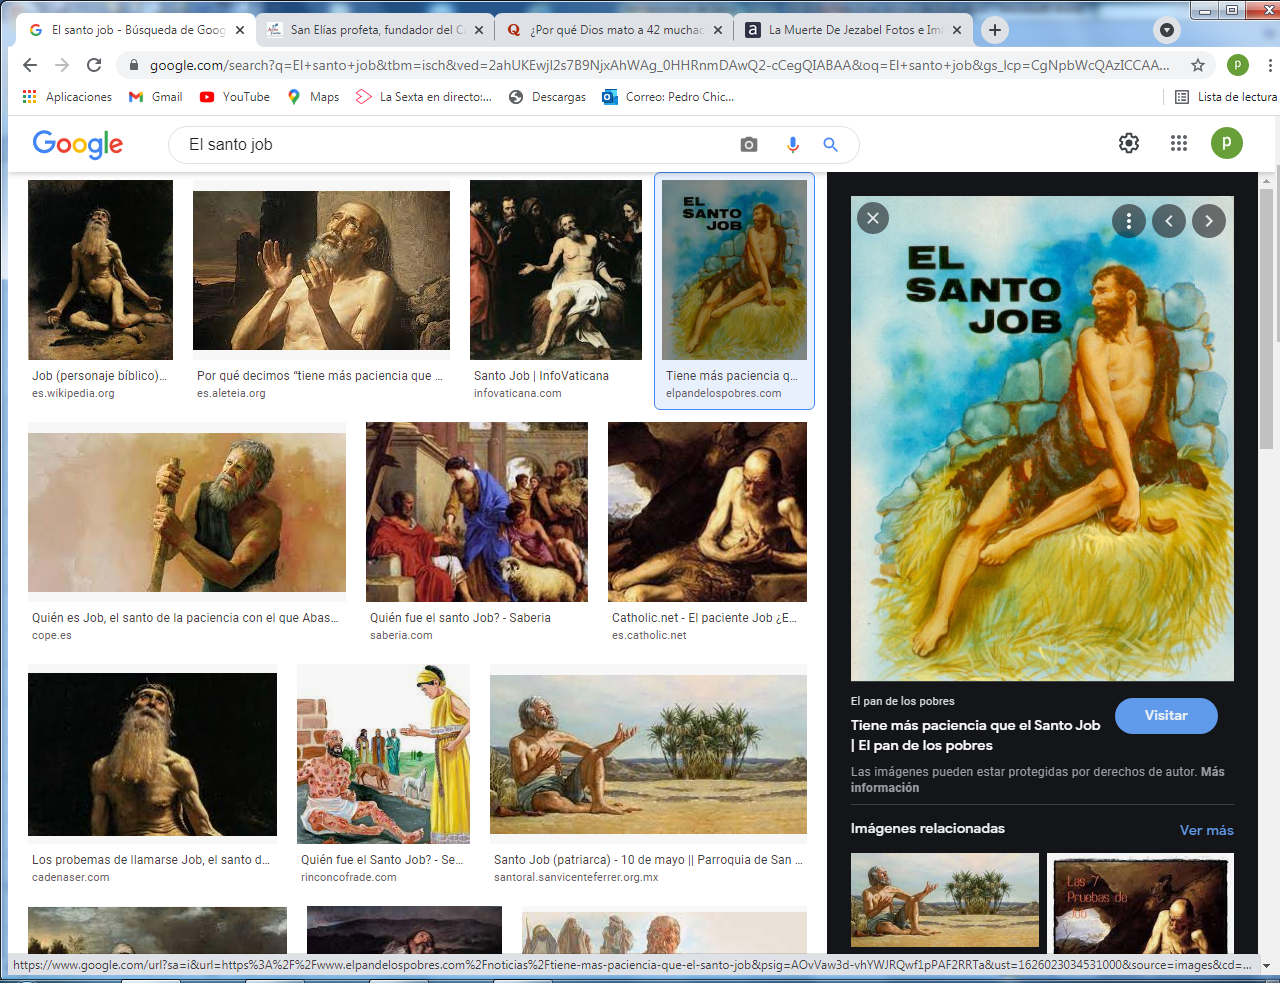 El santo job - Búsqueda de Goog
San Elías profeta, fundador del C
¿Por qué Dios mato a 42 muchac
La Muerte De Jezabel Fotos e Im
google.com/search?q=El+santo+job&tbm=isch&ved=2ahUKEwjI2s7B9NjxAhWAg_0HHRnmDAwQ2-cCegQIABAA&oq=El+santo+job&gs_lcp=CgNpbWcQAzICCAA...
p
Aplicaciones
Gmail
YouTube
Maps
La Sexta en directo:...
Descargas
Correo: Pedro Chic...
Lista de lectura
Google
El santo job
p
EL
SANTO
JOB
Job (personaje bíblico)...
es.wikipedia.org
Por qué decimos “tiene más paciencia que ...
es.aleteia.org
Santo Job | InfoVaticana
infovaticana.com
Tiene más paciencia q...
elpandelospobres.com
Quién es Job, el santo de la paciencia con el que Abas...
cope.es
Quién fue el santo Job? - Saberia
saberia.com
Catholic.net - El paciente Job ¿E...
es.catholic.net
Los probemas de llamarse Job, el santo d...
cadenaser.com
Quién fue el Santo Job? - Se...
rinconcofrade.com
Santo Job (patriarca) - 10 de mayo || Parroquia de San ...
santoral.sanvicenteferrer.org.mx
EL
SANTO
JOB
El pan de los pobres
Tiene más paciencia que el Santo Job
| El pan de los pobres
Visitar
Las imágenes pueden estar protegidas por derechos de autor. Más
información
Imágenes relacionadas
Ver más
Las 7
Pruebas de
Job
https://www.google.com/url?sa=i&url=https%3A%2F%2Fwww.elpandelospobres.com%2Fnoticias%2Ftiene-mas-paciencia-que-el-santo-job&psig=AOvVaw3d-vhYWJRQwf1pPAF2RRTa&ust=1626023034531000&source=images&cd=...